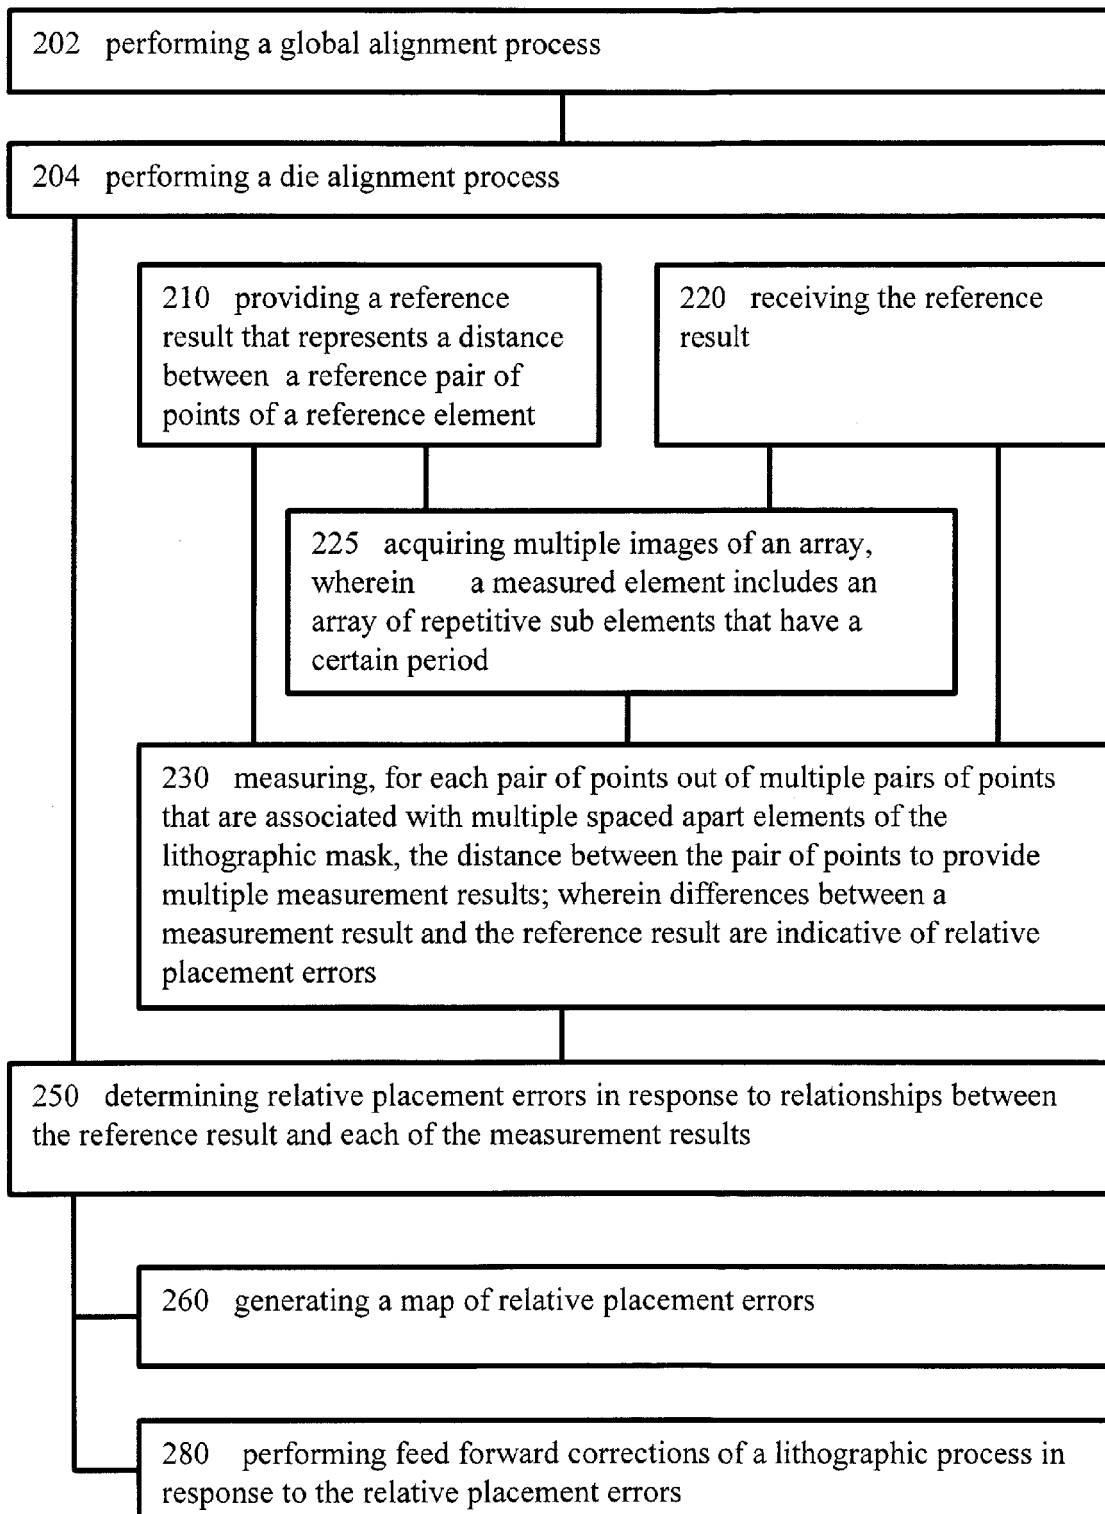 202 performing a global alignment process
204 performing a die alignment process
210 providing a reference
result that represents a distance
between a reference pair of
points of a reference element
220 receiving the reference
result
225 acquiring multiple images of an array,
wherein a measured element includes an
array of repetitive sub elements that have a
certain period
230 measuring, for each pair of points out of multiple pairs of points
that are associated with multiple spaced apart elements of the
lithographic mask, the distance between the pair of points to provide
multiple measurement results; wherein differences between a
measurement result and the reference result are indicative of relative
placement errors
250 determining relative placement errors in response to relationships between
the reference result and each of the measurement results
260 generating a map of relative placement errors
280 performing feed forward corrections of a lithographic process in
response to the relative placement errors